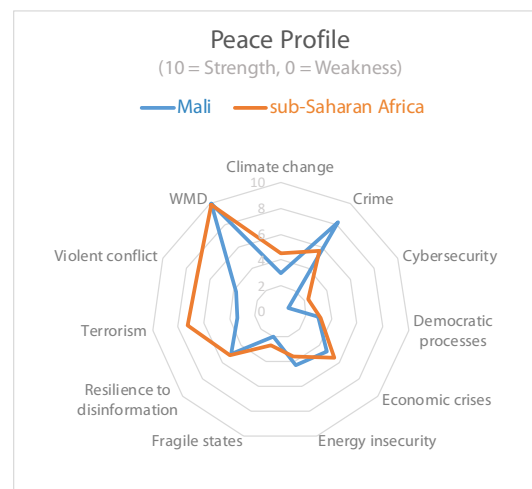 Peace Profile
(10 = Strength, 0 = Weakness)
Mali sub-Saharan Africa
Climate change
10
WMD
Crime
8
6
Violent conflict
Cybersecurity
4
2
0
Terrorism
Democratic
processes
Resilience to
disinformation
Economic crises
Fragile states
Energy insecurity